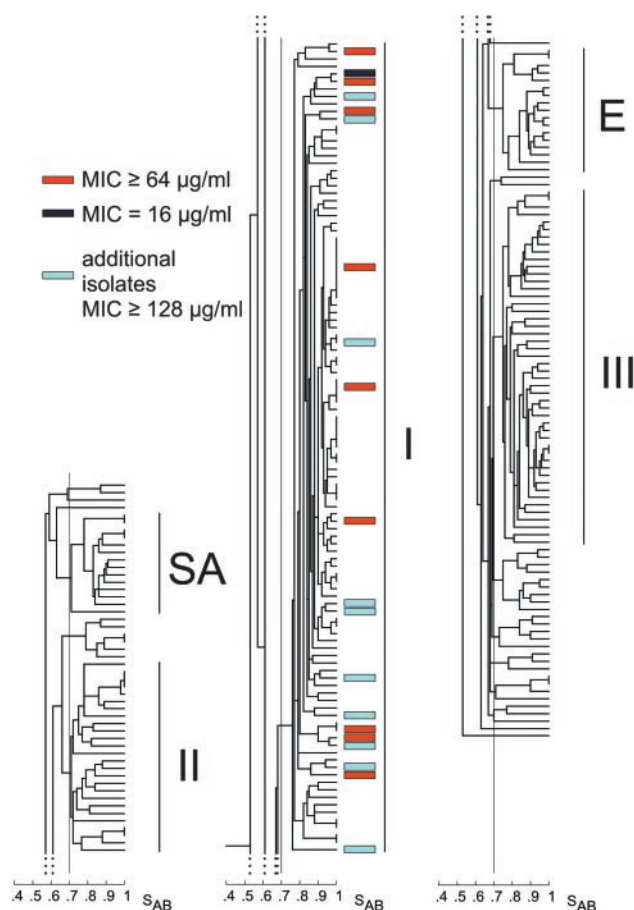 MIC ≥ 64 µg/ml
MIC = 16 µg/ml
additional
isolates
MIC ≥ 128 µg/ml
SA
II
I
E
III
.4 .5 .6 .7 .8 .9 1 SAB
.4 .5 .6 .7 .8 .9 1 SAB
.4 .5 .6 .7 .8 .9 1 SAB